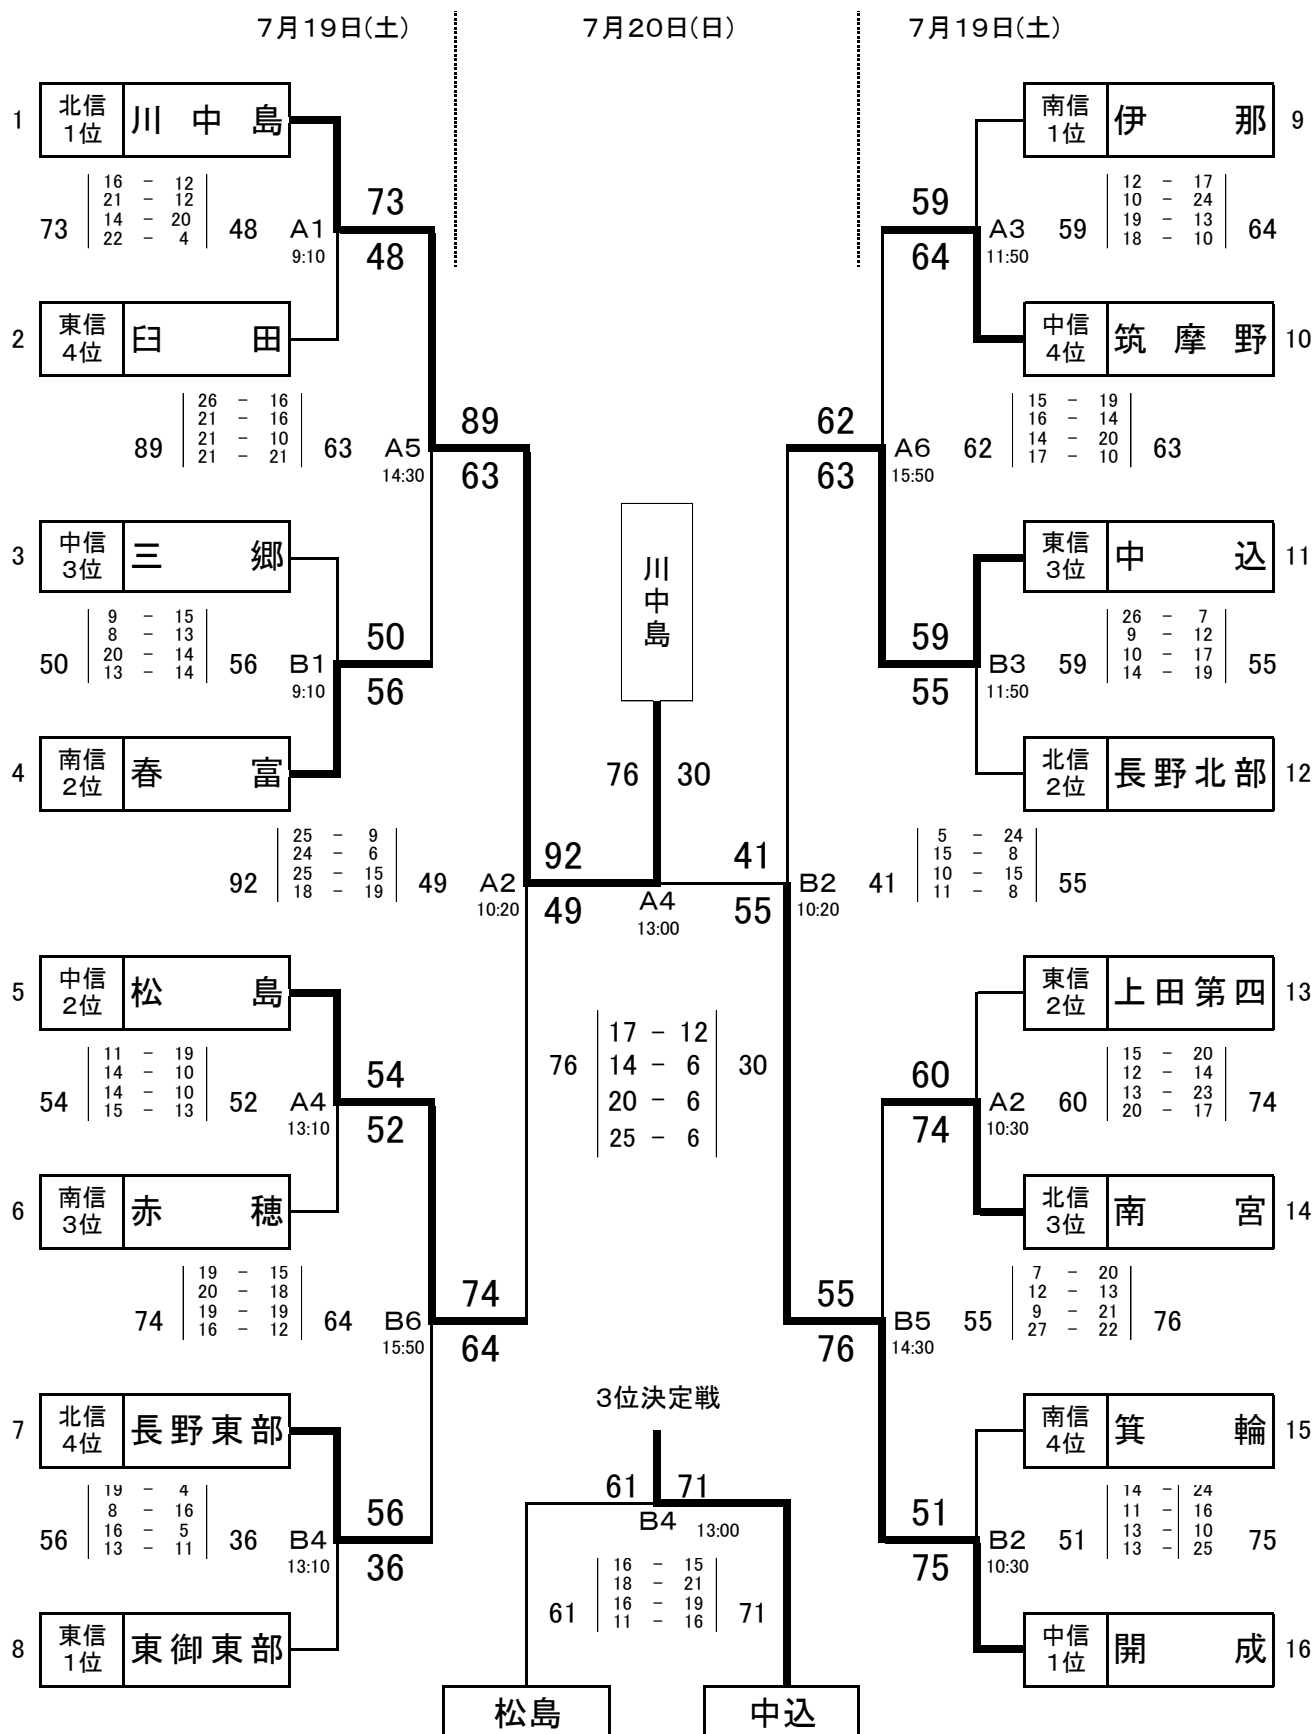 7月19日(土)
7月20日(日)
7月19日(土)
1 北信1位 川中島
16 - 12
21 - 12
14 - 20
22 - 4
73 48
A1
9:10
73
48
2 東信4位 臼田
26 - 16
21 - 16
21 - 10
21 - 21
89 63
A5
14:30
89
63
3 中信3位 三郷
9 - 15
8 - 13
20 - 14
13 - 14
50 56
B1
9:10
50
56
4 南信2位 春富
25 - 9
24 - 6
25 - 15
18 - 19
92 49
A2
10:20
92
49
5 中信2位 松島
11 - 19
14 - 10
14 - 10
15 - 13
54 52
A4
13:10
54
52
6 南信3位 赤穂
19 - 15
20 - 18
19 - 19
16 - 12
74 64
B6
15:50
74
64
7 北信4位 長野東部
19 - 4
8 - 16
16 - 5
13 - 11
56 36
B4
13:10
56
36
8 東信1位 東御東部
川中島
76 30
A4
13:00
17 - 12
14 - 6
20 - 6
25 - 6
76 30
3位決定戦
61 71
B4 13:00
16 - 15
18 - 21
16 - 19
11 - 16
61 71
松島
中込
南信1位 伊那 9
12 - 17
10 - 24
19 - 13
18 - 10
59
64
A3
11:50
59 64
中信4位 筑摩野 10
15 - 19
16 - 14
14 - 20
17 - 10
62
63
A6
15:50
62 63
東信3位 中込 11
26 - 7
9 - 12
10 - 17
14 - 19
59
55
B3
11:50
59 55
北信2位 長野北部 12
5 - 24
15 - 8
10 - 15
11 - 8
41
55
B2
10:20
41 55
東信2位 上田第四 13
15 - 20
12 - 14
13 - 23
20 - 17
60
74
A2
10:30
60 74
北信3位 南宮 14
7 - 20
12 - 13
9 - 21
27 - 22
55
76
B5
14:30
55 76
南信4位 箕輪 15
14 - 24
11 - 16
13 - 10
13 - 25
51
75
B2
10:30
51 75
中信1位 開成 16